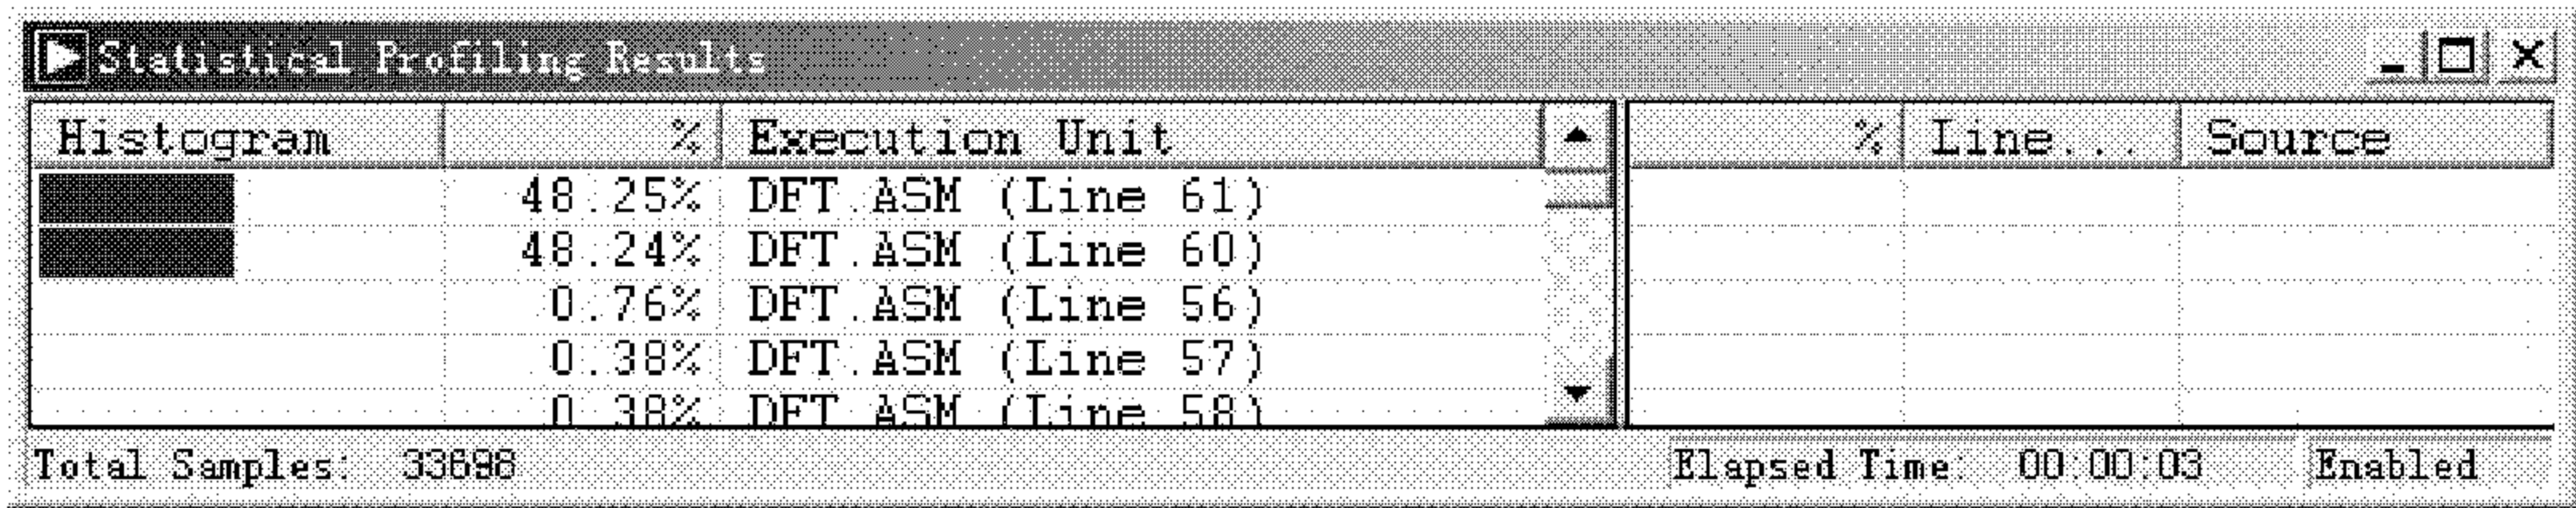 Statistical Profiling Results
Histogram % Execution Unit % Line... Source
48.25% DFT.ASM (Line 61)
48.24% DFT.ASM (Line 60)
0.76% DFT.ASM (Line 56)
0.38% DFT.ASM (Line 57)
0.38% DFT.ASM (Line 58)
Total Samples: 33698 Elapsed Time: 00:00:03 Enabled